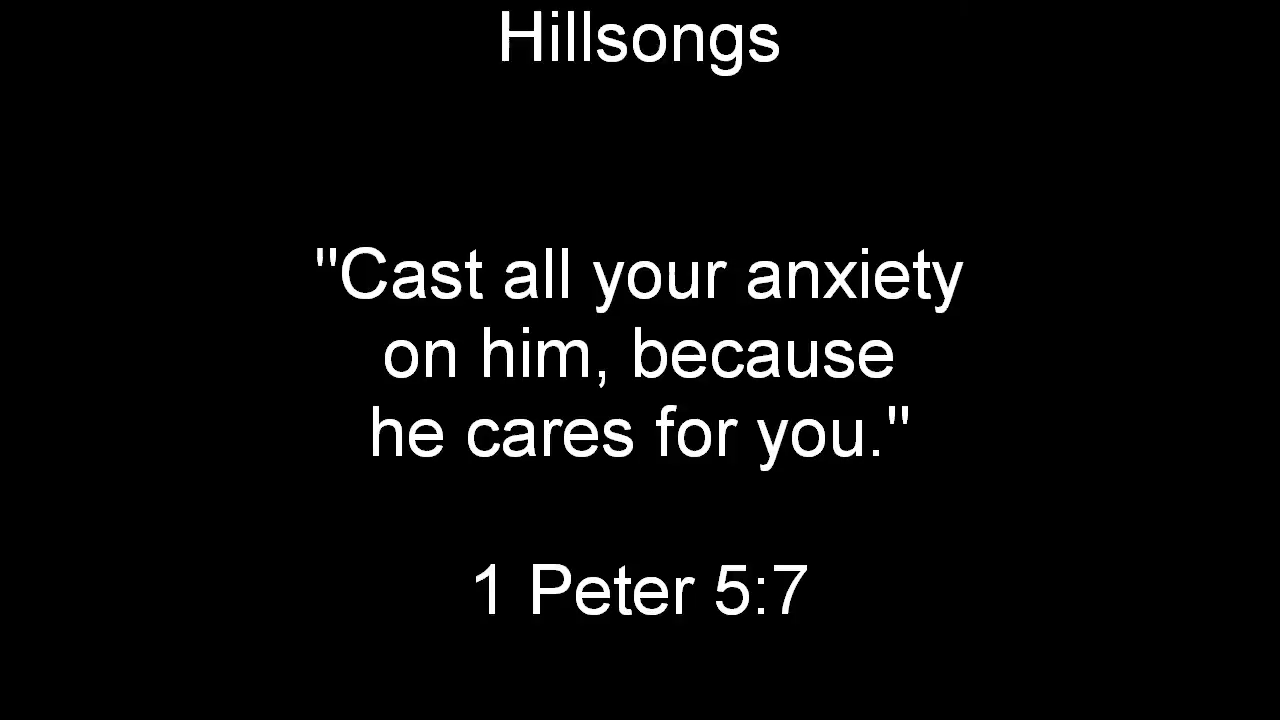 Hillsongs
"Cast all your anxiety
on him, because
he cares for you."
1 Peter 5:7